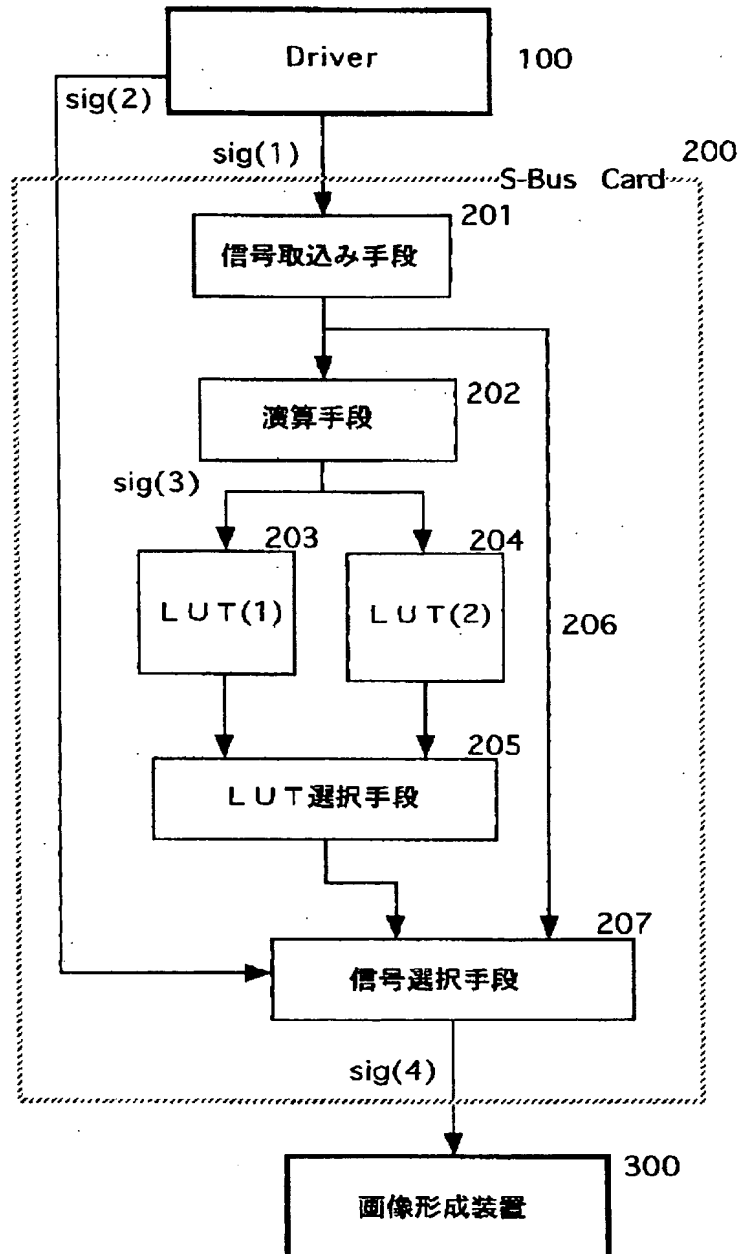 Driver
100
sig(2)
sig(1)
200
S-Bus Card
201
信号取込み手段
202
演算手段
sig(3)
203
204
LUT(1)
LUT(2)
206
205
LUT選択手段
207
信号選択手段
sig(4)
300
画像形成装置